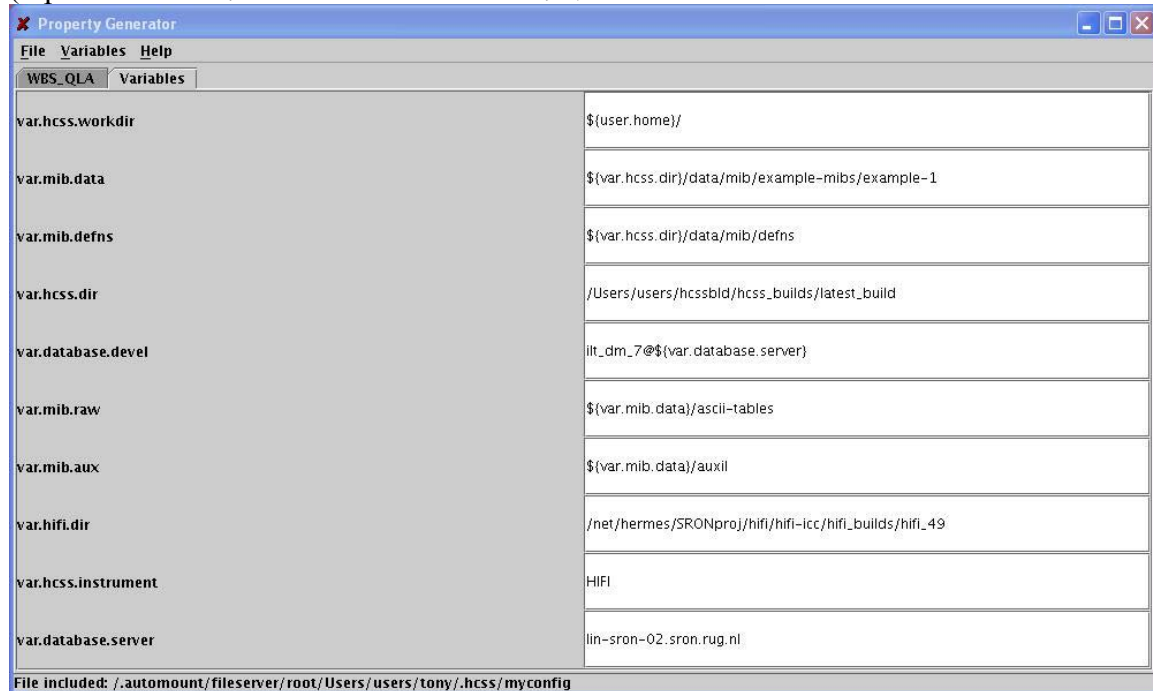 Property Generator
File Variables Help
WBS_QLA Variables
var.hcss.workdir ${user.home}/
var.mib.data ${var.hcss.dir}/data/mib/example-mibs/example-1
var.mib.defns ${var.hcss.dir}/data/mib/defns
var.hcss.dir /Users/users/hcssbld/hcss_builds/latest_build
var.database.devel ilt_dm_7@${var.database.server}
var.mib.raw ${var.mib.data}/ascii-tables
var.mib.aux ${var.mib.data}/auxil
var.hifi.dir /net/hermes/SRONproj/hifi/hifi-icc/hifi_builds/hifi_49
var.hcss.instrument HIFI
var.database.server lin-sron-02.sron.rug.nl
File included: /.automount/fileserver/root/Users/users/tony/.hcss/myconfig